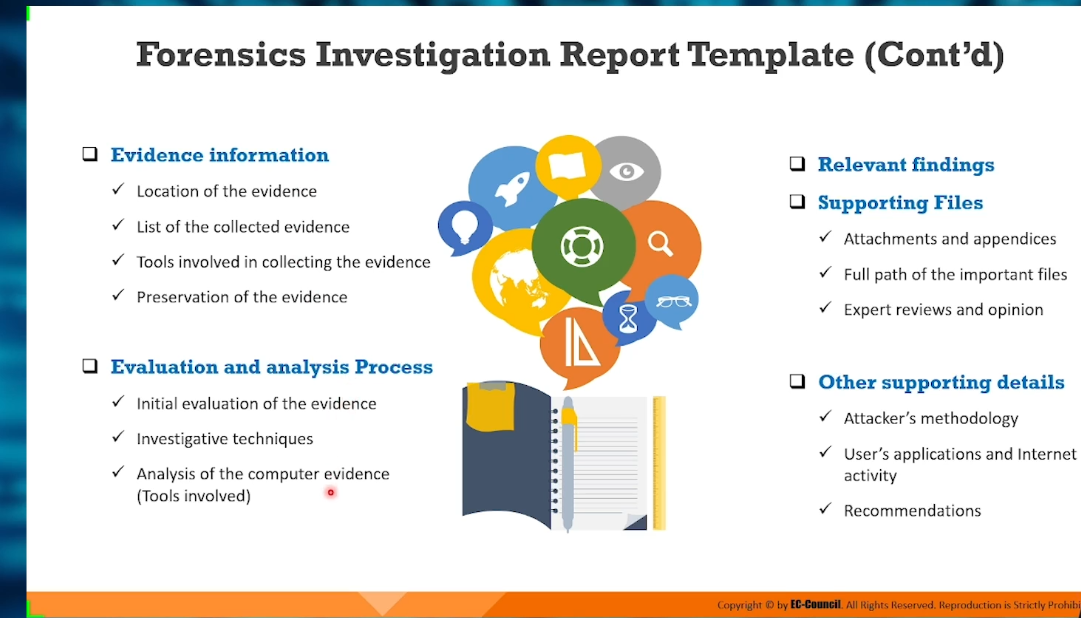 Forensics Investigation Report Template (Cont’d)
Evidence information
Location of the evidence
List of the collected evidence
Tools involved in collecting the evidence
Preservation of the evidence
Evaluation and analysis Process
Initial evaluation of the evidence
Investigative techniques
Analysis of the computer evidence
(Tools involved)
Relevant findings
Supporting Files
Attachments and appendices
Full path of the important files
Expert reviews and opinion
Other supporting details
Attacker’s methodology
User’s applications and Internet
activity
Recommendations
Copyright © by EC-Council. All Rights Reserved. Reproduction is Strictly